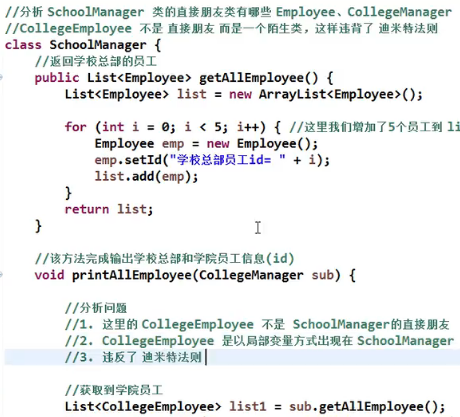 //分析 SchoolManager 类的直接朋友类有哪些 Employee、CollegeManager
//CollegeEmployee 不是 直接朋友 而是一个陌生类，这样违背了 迪米特法则
class SchoolManager {
//返回学校总部的员工
public List<Employee> getAllEmployee() {
List<Employee> list = new ArrayList<Employee>();
for (int i = 0; i < 5; i++) { //这里我们增加了5个员工到 li
Employee emp = new Employee();
emp.setId("学校总部员工id= " + i);
list.add(emp);
}
return list;
}
//该方法完成输出学校总部和学院员工信息(id)
void printAllEmployee(CollegeManager sub) {
//分析问题
//1. 这里的 CollegeEmployee 不是 SchoolManager的直接朋友
//2. CollegeEmployee 是以局部变量方式出现在 SchoolManager
//3. 违反了 迪米特法则
//获取到学院员工
List<CollegeEmployee> list1 = sub.getAllEmployee();